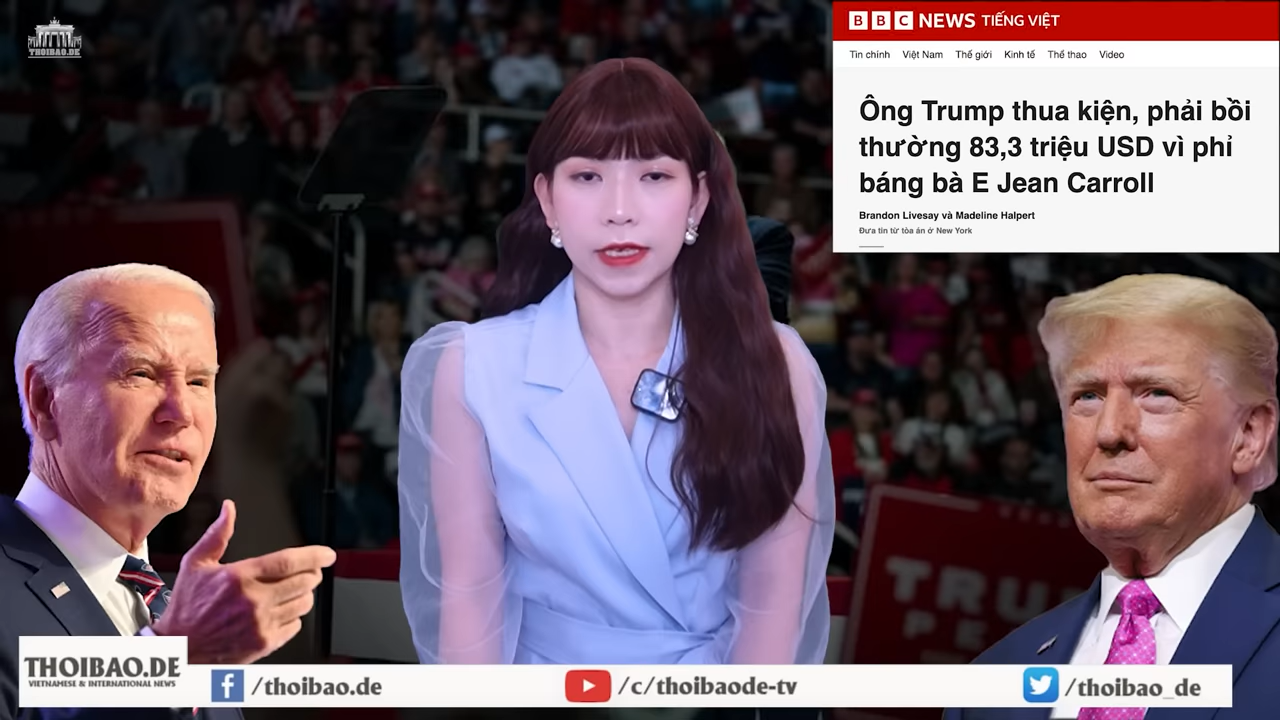 THOIBAO.DE
BBC NEWS TIẾNG VIỆT
Tin chính Việt Nam Thế giới Kinh tế Thể thao Video
Ông Trump thua kiện, phải bồi
thường 83,3 triệu USD vì phỉ
báng bà E Jean Carroll
Brandon Livesay và Madeline Halpert
Đưa tin từ tòa án ở New York
TRU
PE
THOIBAO.DE
VIETNAMESE & INTERNATIONAL NEWS
/thoibao.de
/c/thoibaode-tv
/thoibao_de